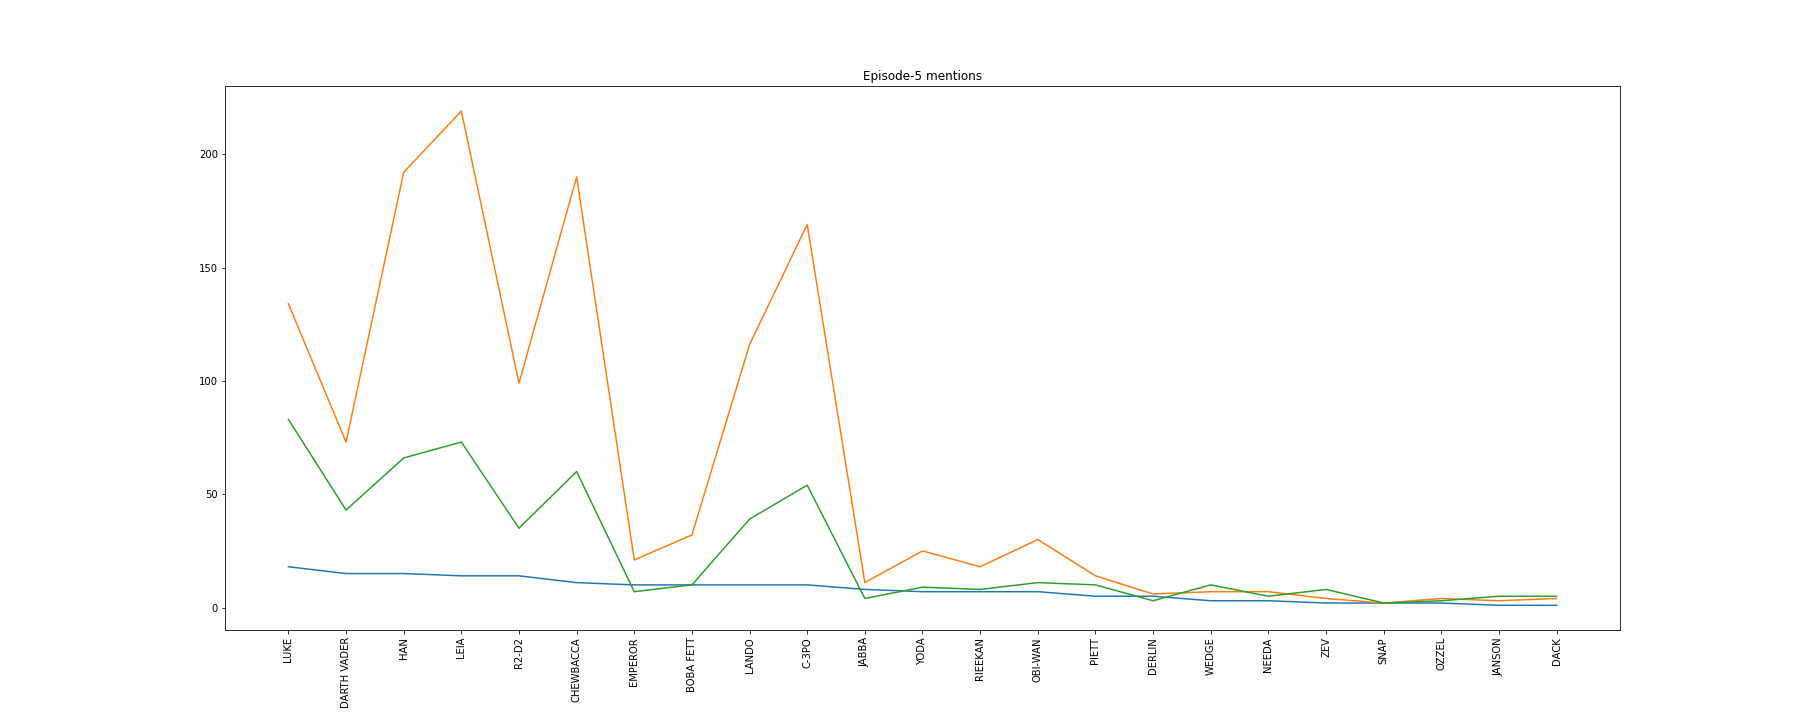 Episode-5 mentions
200
150
100
50
0
LUKE
DARTH VADER
HAN
LEIA
R2-D2
CHEWBACCA
EMPEROR
BOBA FETT
LANDO
C-3PO
JABBA
YODA
RIEEKAN
OBI-WAN
PIETT
DERLIN
WEDGE
NEEDA
ZEV
SNAP
OZZEL
JANSON
DACK